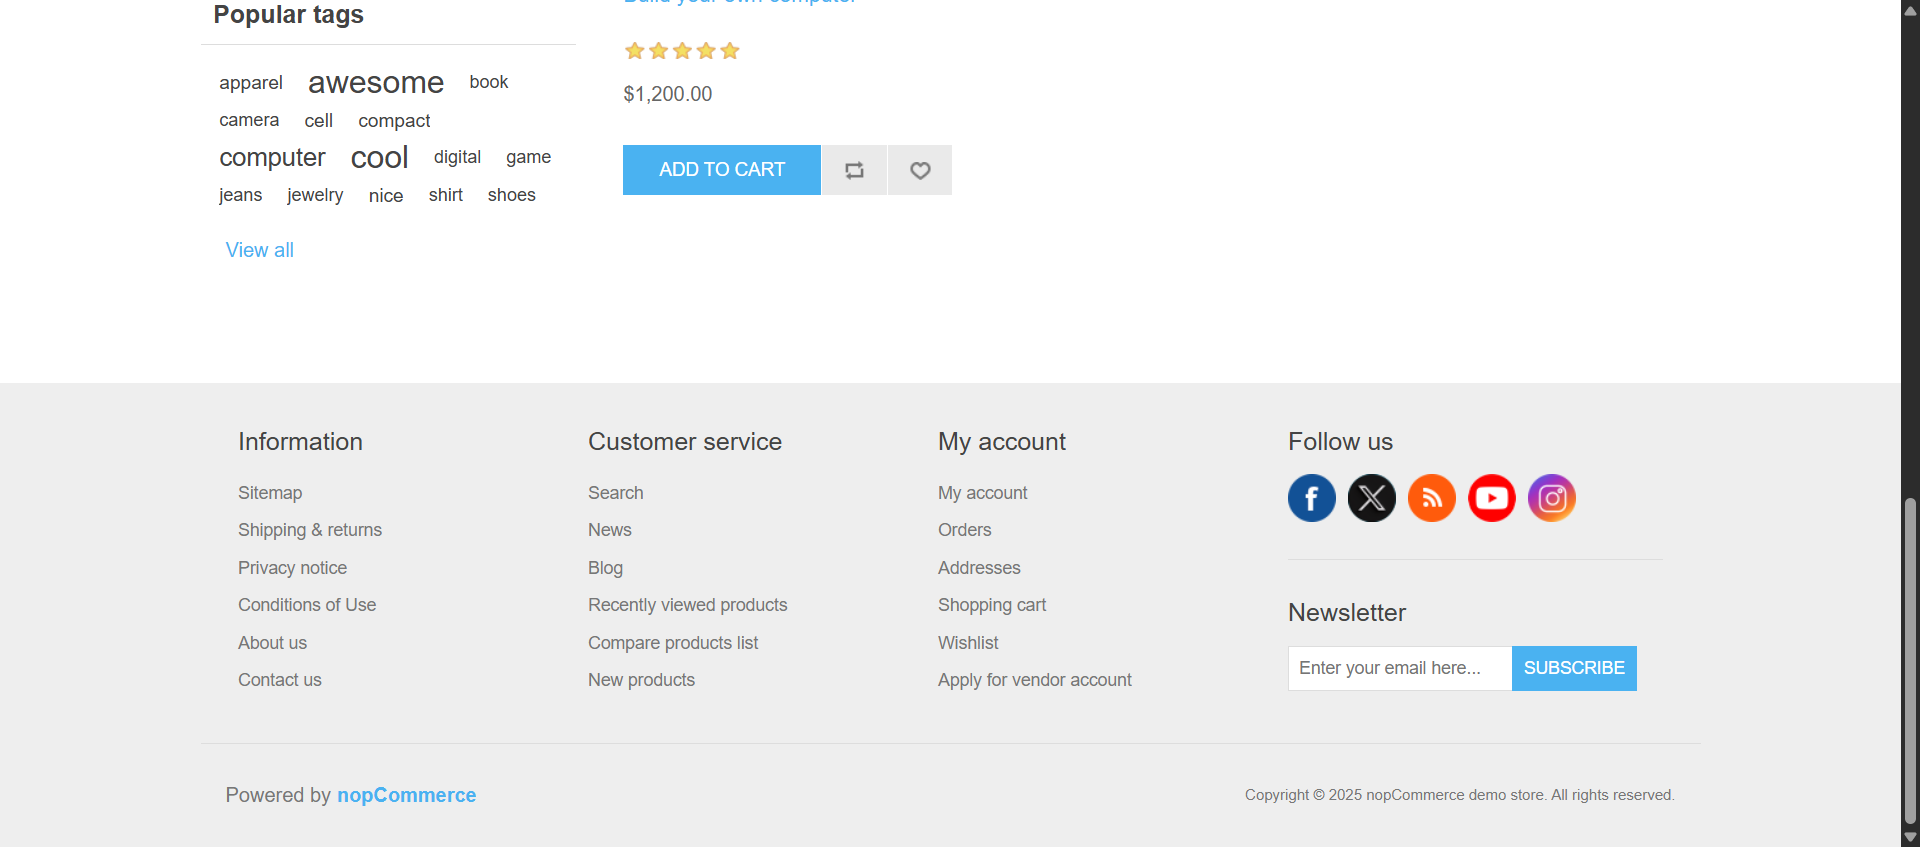 Popular tags
apparel awesome book
camera cell compact
computer cool digital game
jeans jewelry nice shirt shoes
View all
Build your own computer
$1,200.00
ADD TO CART
Information
Sitemap
Shipping & returns
Privacy notice
Conditions of Use
About us
Contact us
Customer service
Search
News
Blog
Recently viewed products
Compare products list
New products
My account
My account
Orders
Addresses
Shopping cart
Wishlist
Apply for vendor account
Follow us
Newsletter
Enter your email here...
SUBSCRIBE
Powered by nopCommerce
Copyright © 2025 nopCommerce demo store. All rights reserved.